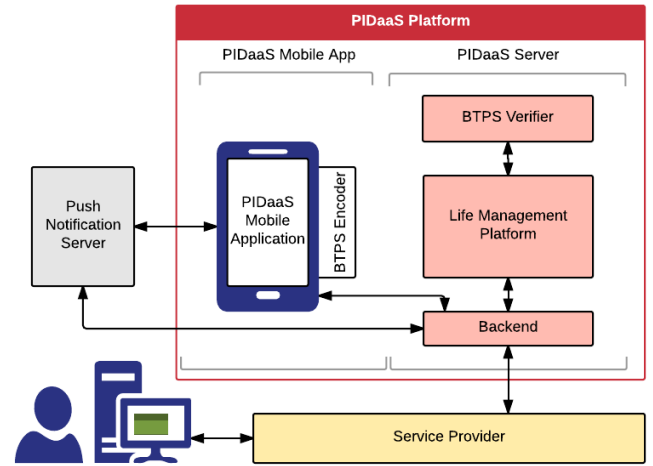 PIDaaS Platform
PIDaaS Mobile App
PIDaaS Server
BTPS Verifier
Push
Notification
Server
PIDaaS
Mobile
Application
BTPS Encoder
Life Management
Platform
Backend
Service Provider